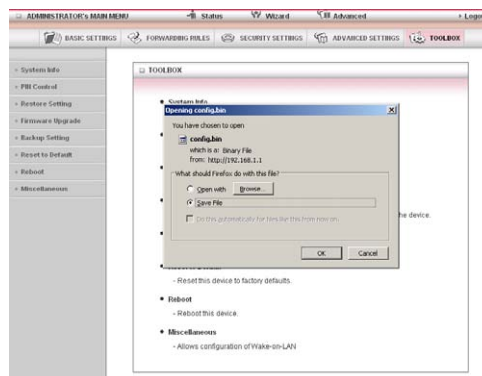 ADMINISTRATOR's MAIN MENU Status Wizard Advanced Logo
BASIC SETTINGS FORWARDING RULES SECURITY SETTINGS ADVANCED SETTINGS TOOLBOX
System Info
Restore Setting
Firmware Upgrade
Backup Setting
Reset to Default
Reboot
Miscellaneous
TOOLBOX
System Info
Opening config.bin
You have chosen to open
config.bin
which is a: Binary File
from: http://192.168.1.1
What should Firefox do with this file?
Open with Browse...
Save File
Do this automatically for files like this from now on.
he device.
OK Cancel
- Reset this device to factory defaults.
Reboot
- Reboot this device.
Miscellaneous
- Allows configuration of Wake-on-LAN